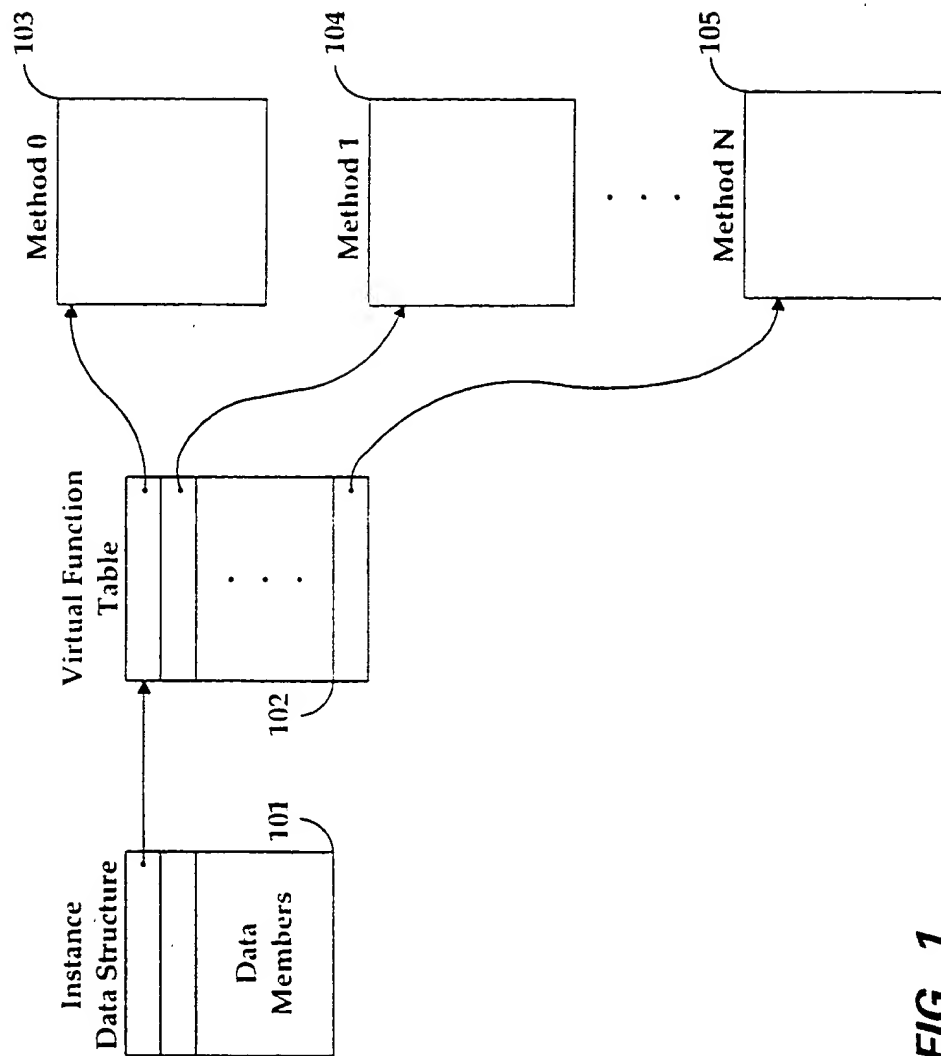 Instance
Data Structure
Data
Members
101
Virtual Function
Table
. . .
102
Method 0
103
Method 1
104
. . .
Method N
105
FIG. 1